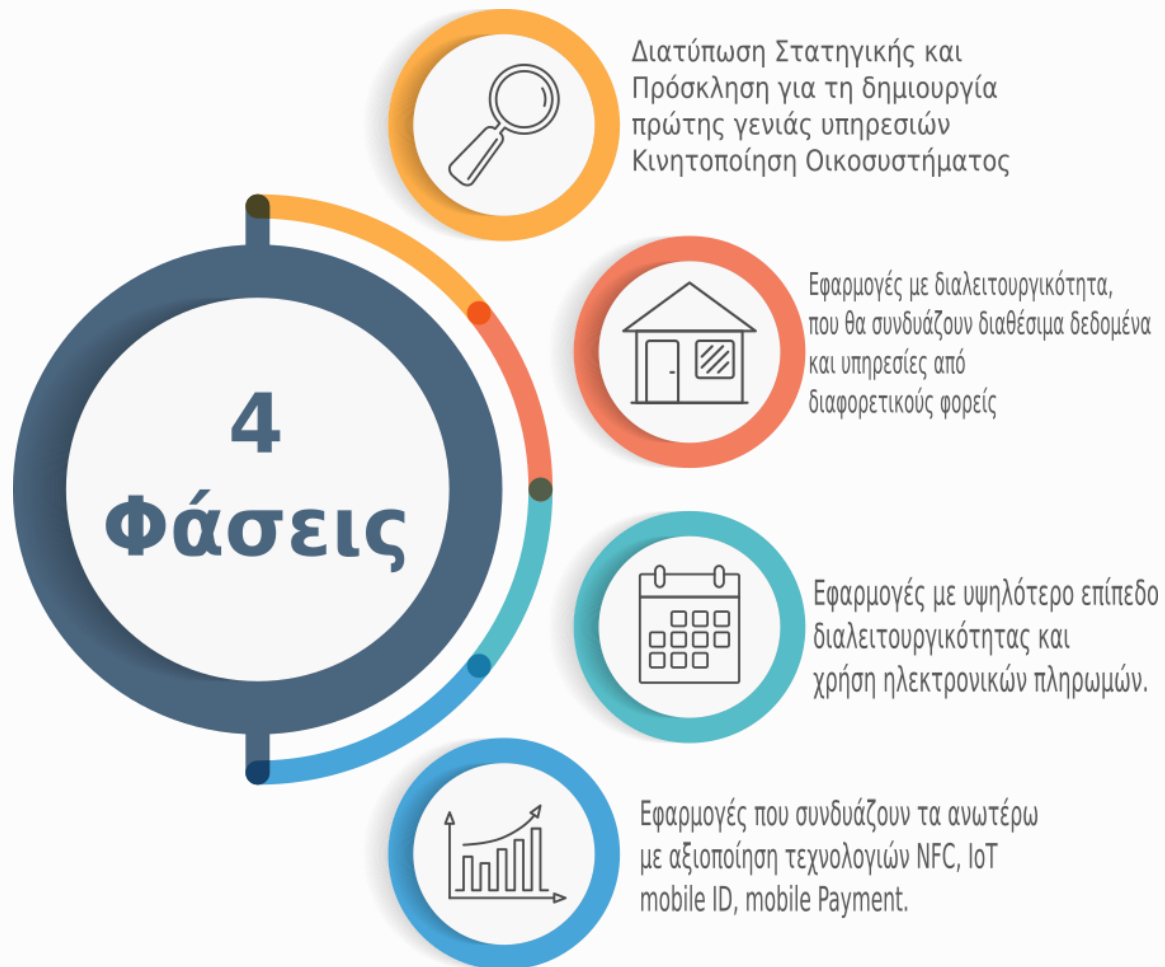 4
Φάσεις
Διατύπωση Στατηγικής και
Πρόσκληση για τη δημιουργία
πρώτης γενιάς υπηρεσιών
Κινητοποίηση Οικοσυστήματος
Εφαρμογές με διαλειτουργικότητα,
που θα συνδυάζουν διαθέσιμα δεδομένα
και υπηρεσίες από
διαφορετικούς φορείς
Εφαρμογές με υψηλότερο επίπεδο
διαλειτουργικότητας και
χρήση ηλεκτρονικών πληρωμών.
Εφαρμογές που συνδυάζουν τα ανωτέρω
με αξιοποίηση τεχνολογιών NFC, IoT
mobile ID, mobile Payment.